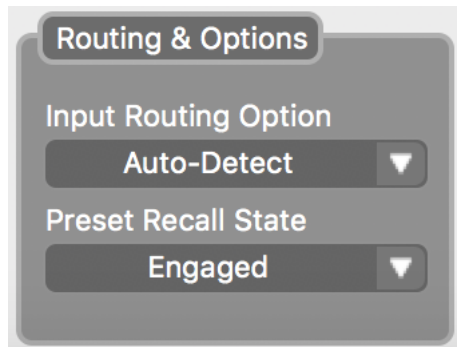 Routing & Options
Input Routing Option
Auto-Detect
Preset Recall State
Engaged